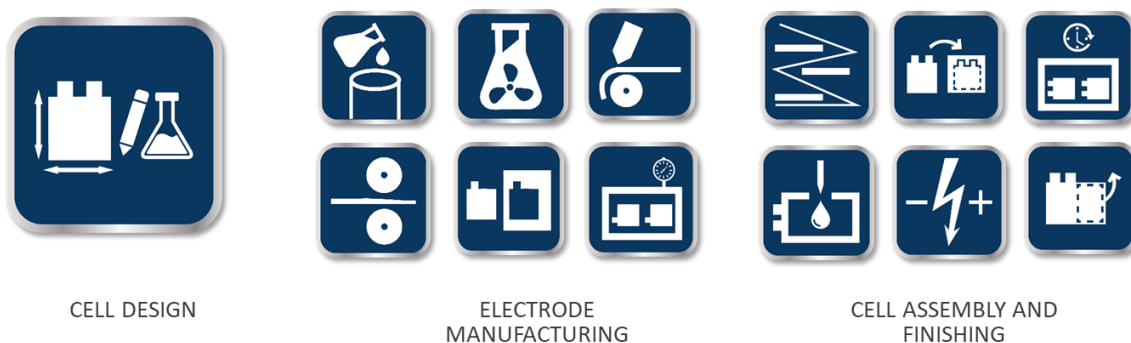 CELL DESIGN
ELECTRODE
MANUFACTURING
CELL ASSEMBLY AND
FINISHING